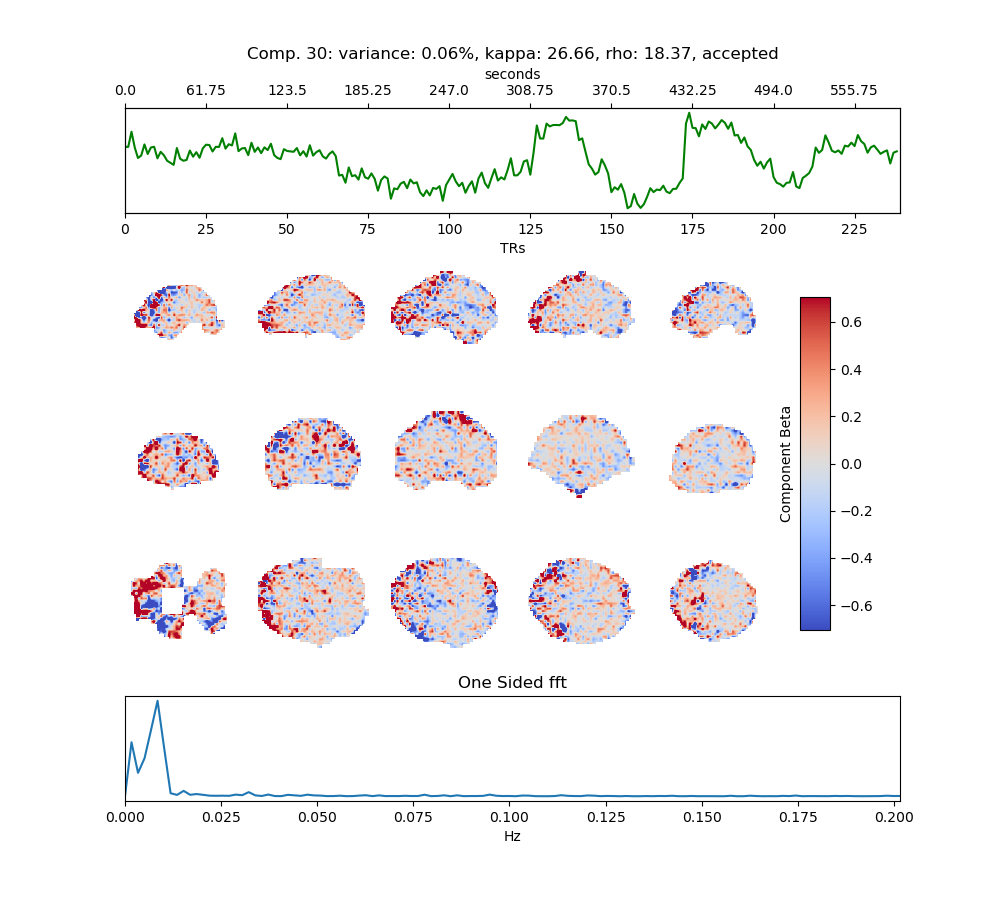 Comp. 30: variance: 0.06%, kappa: 26.66, rho: 18.37, accepted
seconds
0.0 61.75 123.5 185.25 247.0 308.75 370.5 432.25 494.0 555.75
0 25 50 75 100 125 150 175 200 225
TRs
0.6
0.4
0.2
0.0
−0.2
−0.4
−0.6
Component Beta
One Sided fft
0.000 0.025 0.050 0.075 0.100 0.125 0.150 0.175 0.200
Hz